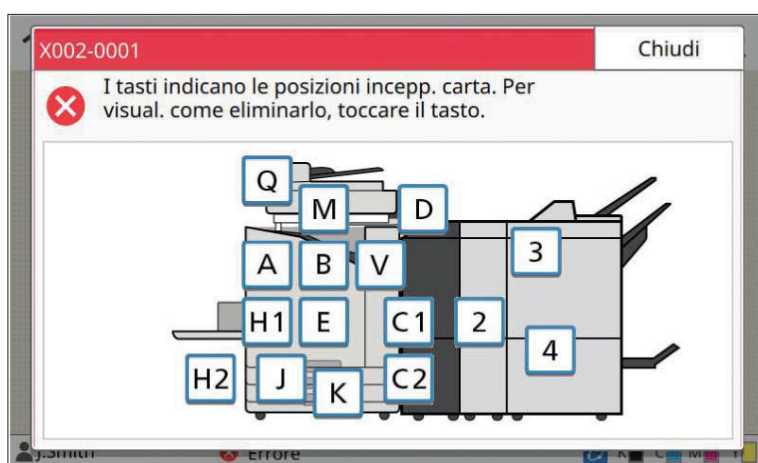 X002-0001
Chiudi
I tasti indicano le posizioni incepp. carta. Per
visual. come eliminarlo, toccare il tasto.
Q
M D
A B V 3
H1 E C1 2
4
H2 J K C2
J.Smith Errore K C M Y